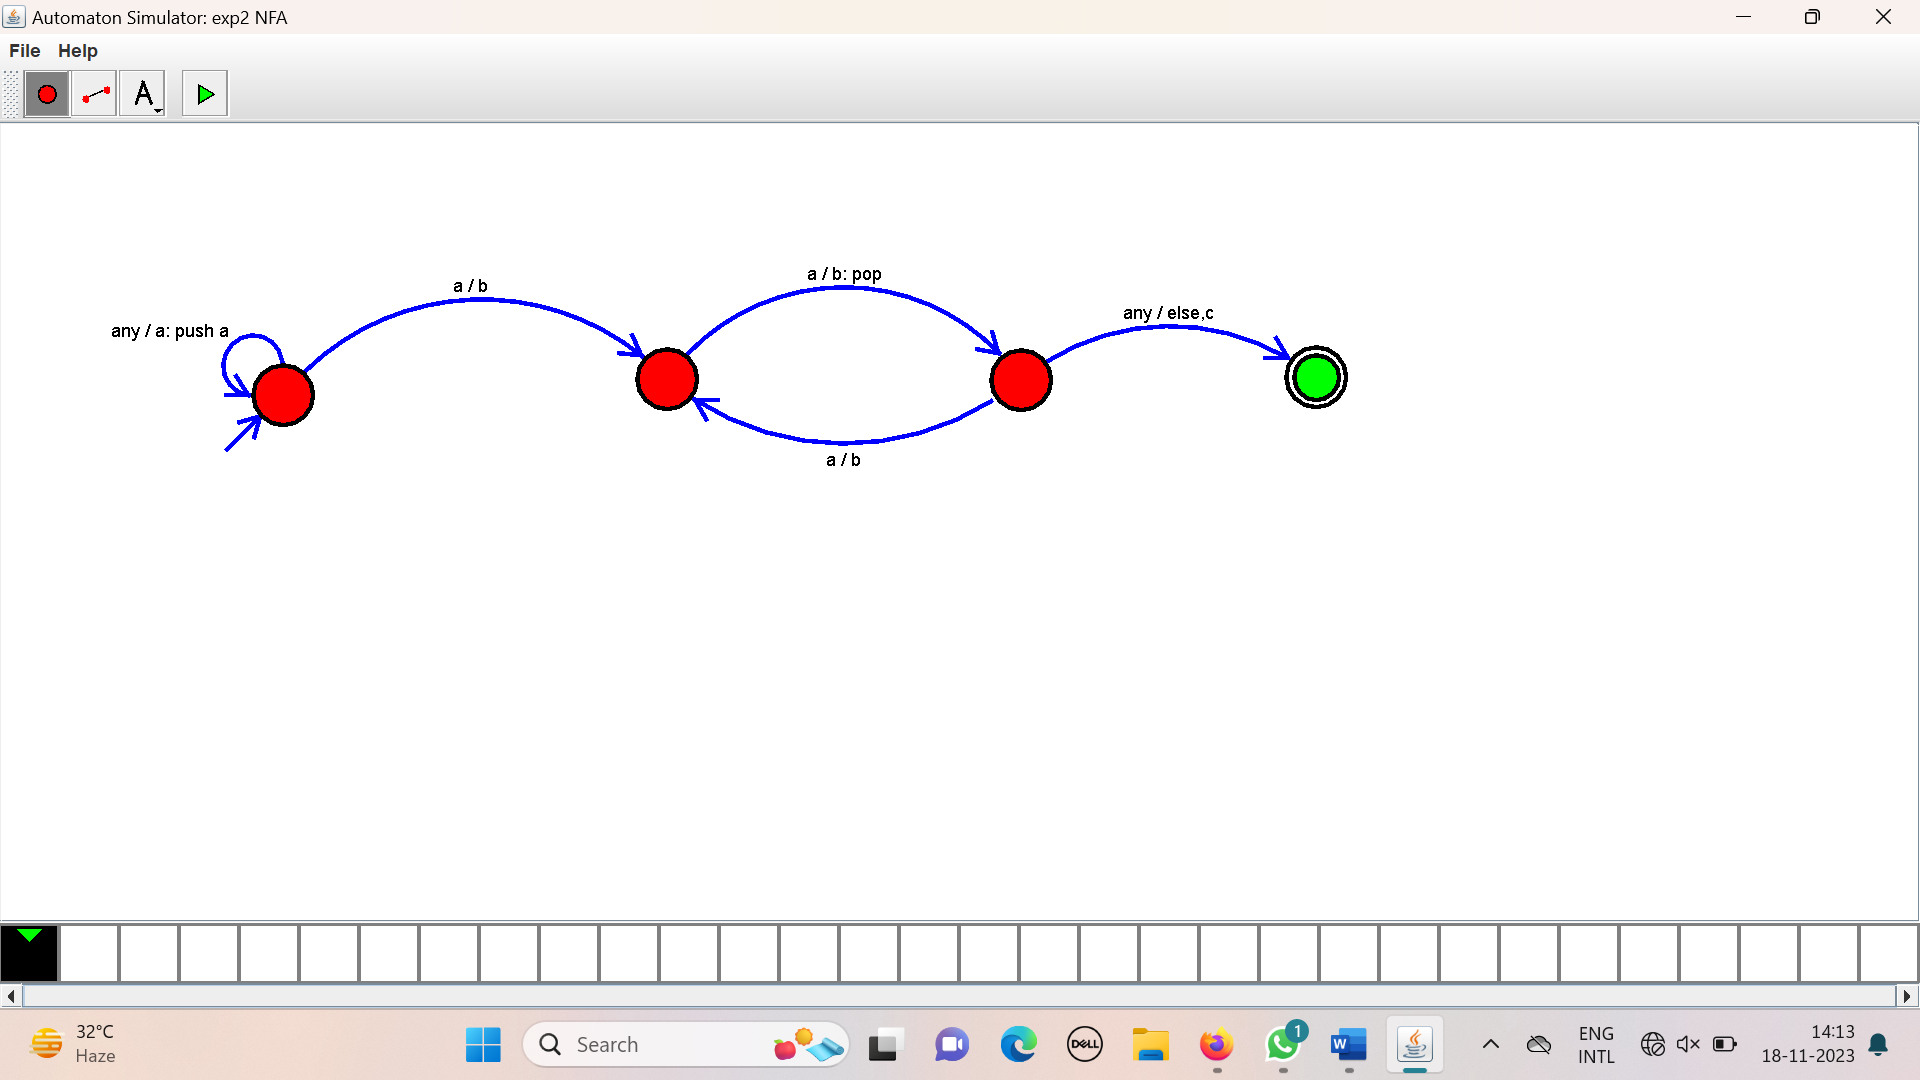 Automaton Simulator: exp2 NFA
File Help
A
a / b: pop
a / b
any / else,c
any / a: push a
a / b
32°C
Haze
Search
DELL
1
W
ENG
INTL
14:13
18-11-2023